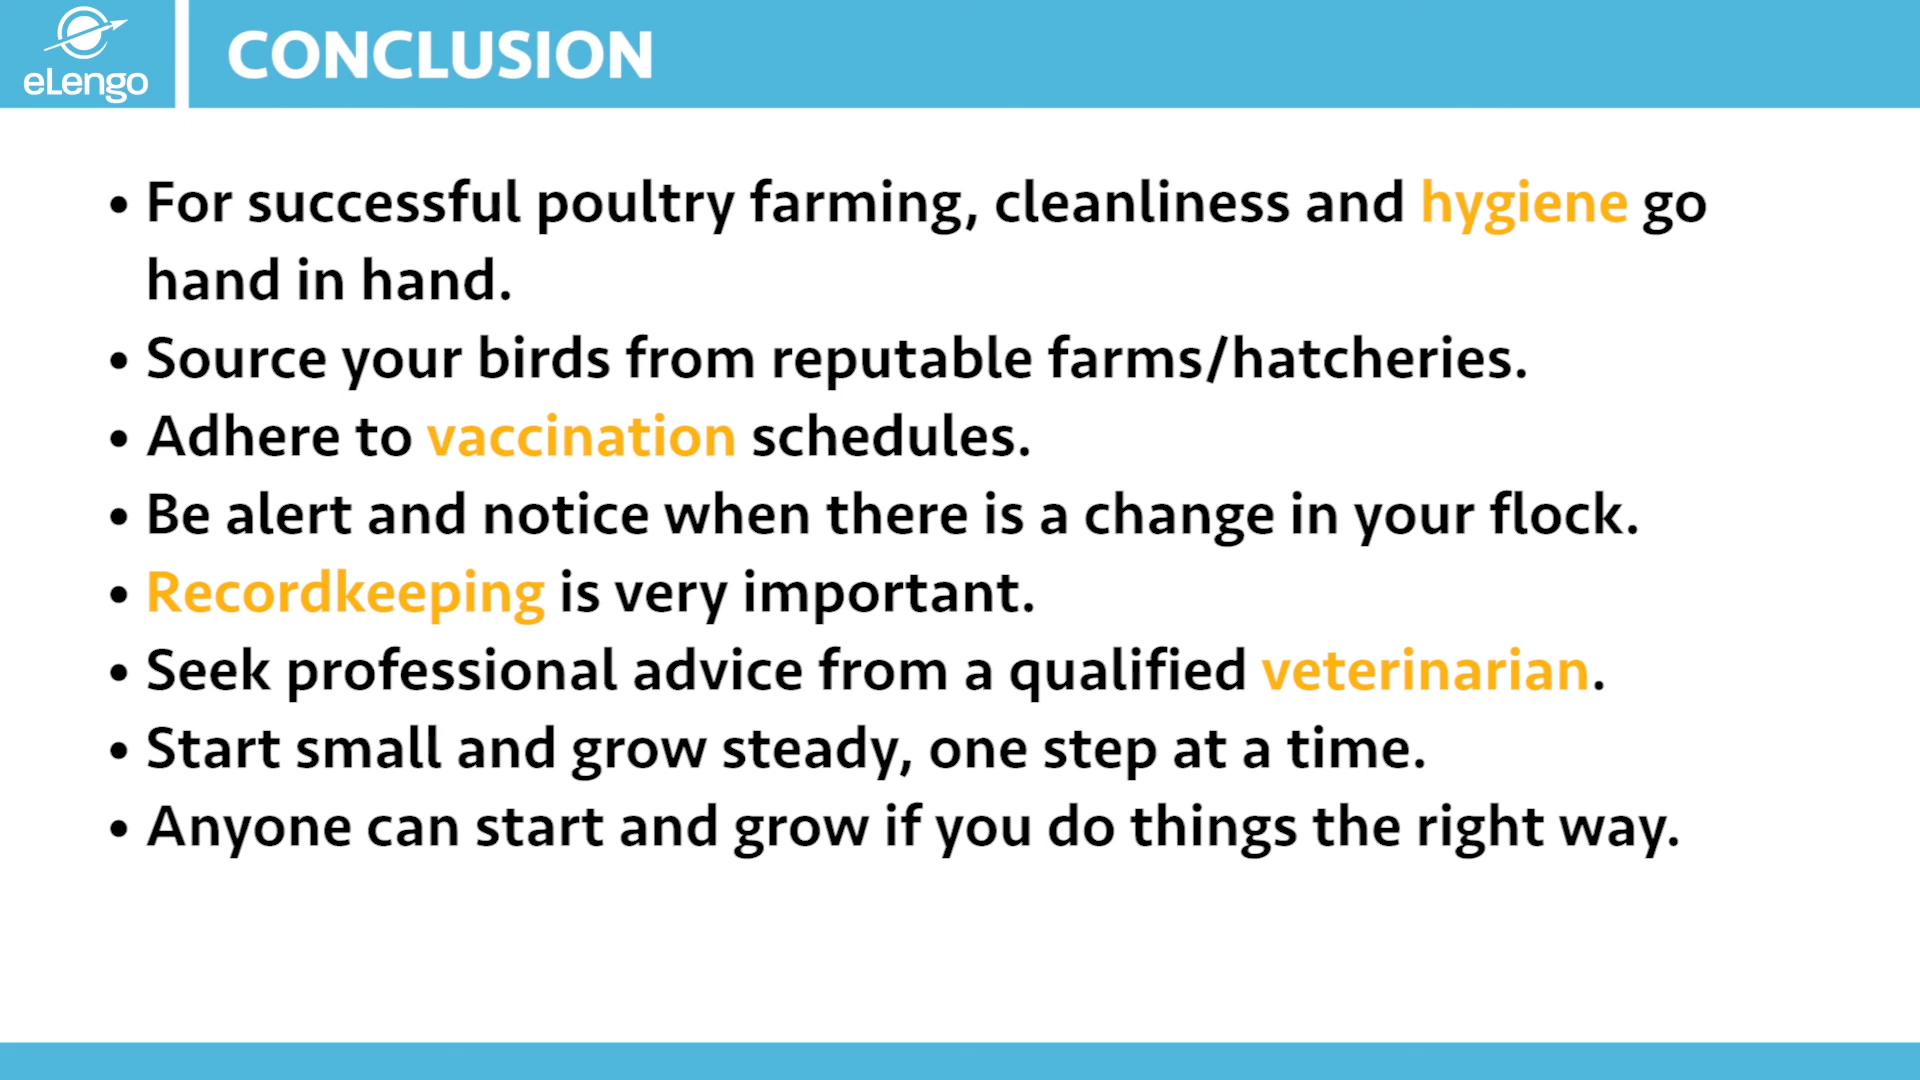 eLengo
CONCLUSION
• For successful poultry farming, cleanliness and hygiene go
hand in hand.
• Source your birds from reputable farms/hatcheries.
• Adhere to vaccination schedules.
• Be alert and notice when there is a change in your flock.
• Recordkeeping is very important.
• Seek professional advice from a qualified veterinarian.
• Start small and grow steady, one step at a time.
• Anyone can start and grow if you do things the right way.